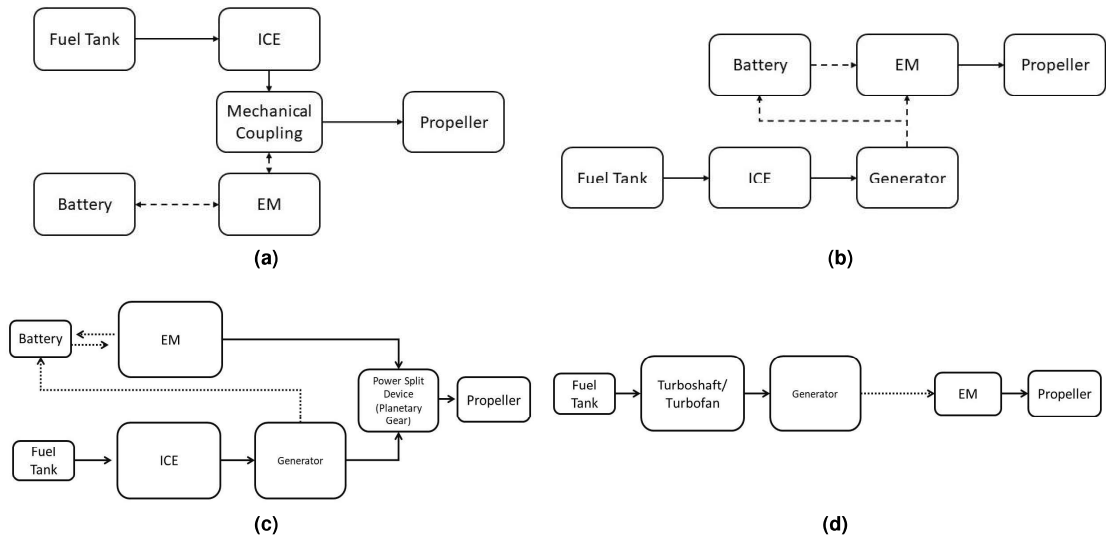 Fuel Tank
ICE
Mechanical
Coupling
Propeller
Battery
EM
(a)
Battery
EM
Propeller
Fuel Tank
ICE
Generator
(b)
Battery
EM
Power Split
Device
(Planetary
Gear)
Propeller
Fuel
Tank
ICE
Generator
(c)
Fuel
Tank
Turboshaft/
Turbofan
Generator
EM
Propeller
(d)